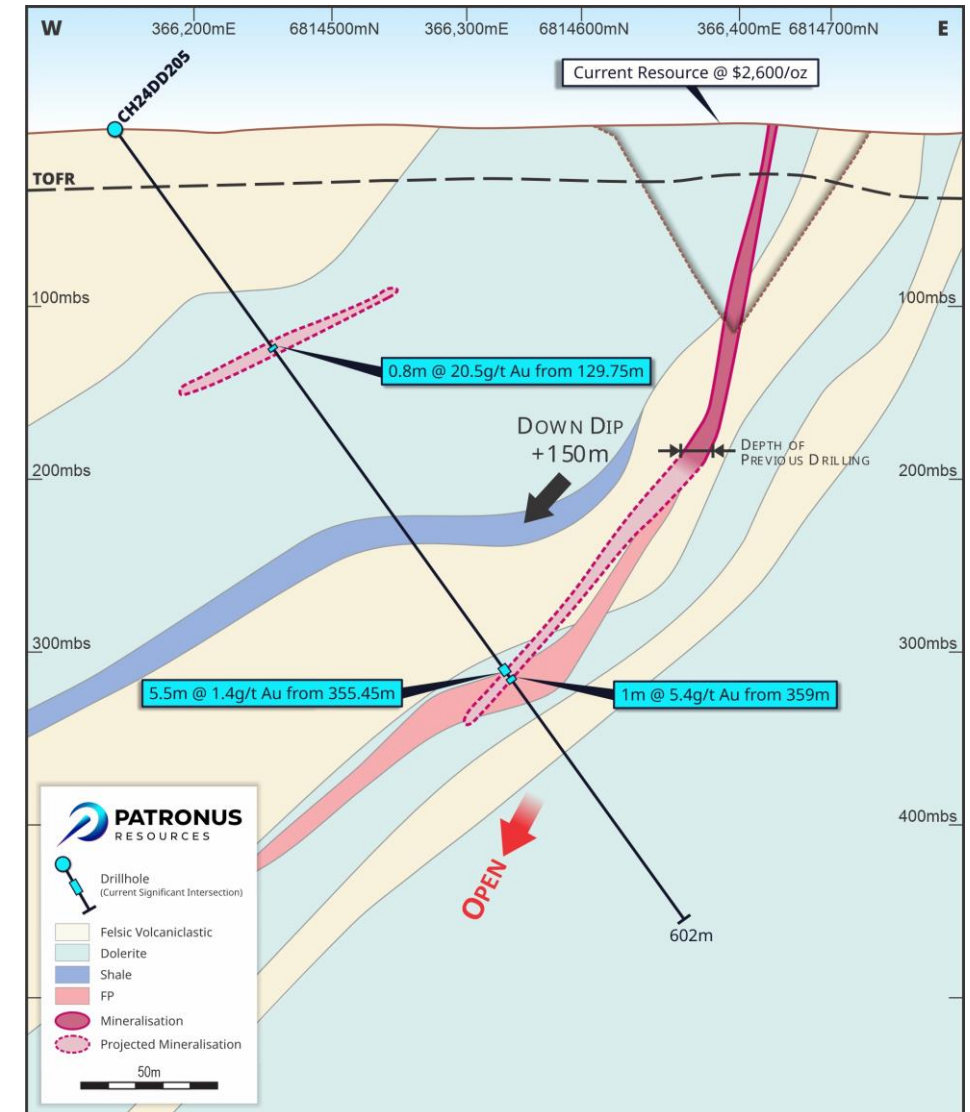 W
366,200mE
6814500mN
366,300mE
6814600mN
366,400mE
6814700mN
E
CH24DD205
Current Resource @ $2,600/oz
TOFR
100mbs
100mbs
0.8m @ 20.5g/t Au from 129.75m
DOWN DIP
+150m
DEPTH OF
PREVIOUS DRILLING
200mbs
200mbs
300mbs
300mbs
5.5m @ 1.4g/t Au from 355.45m
1m @ 5.4g/t Au from 359m
400mbs
OPEN
602m
PATRONUS
RESOURCES
Drillhole
(Current Significant Intersection)
Felsic Volcaniclastic
Dolerite
Shale
FP
Mineralisation
Projected Mineralisation
50m